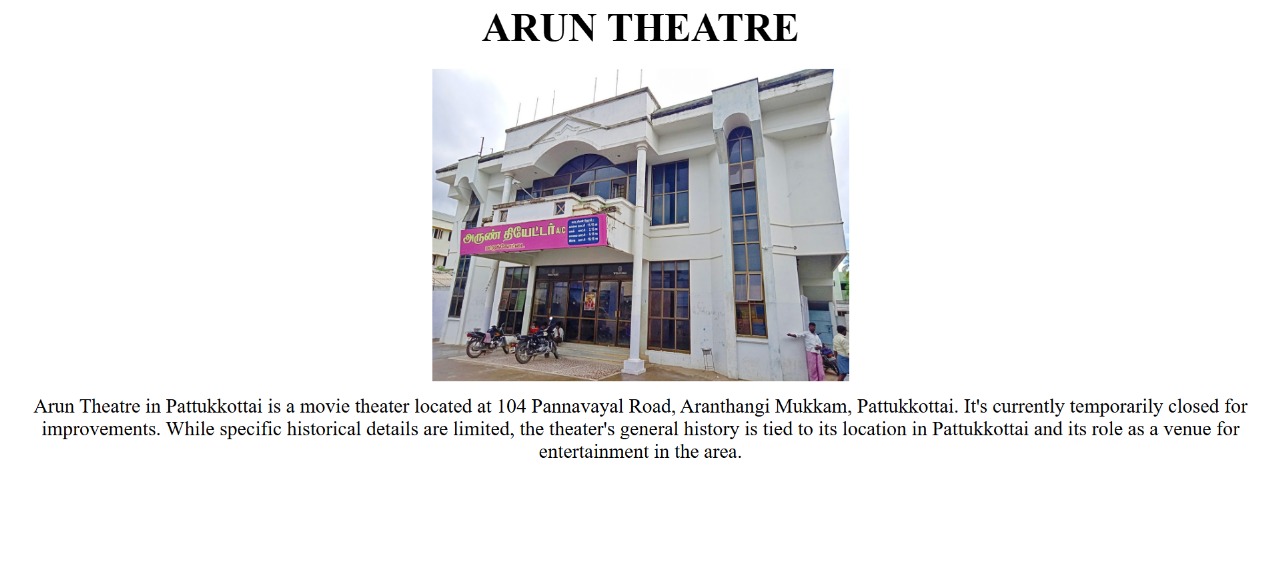 ARUN THEATRE
அருண் தியேட்டர் A/C
Arun Theatre in Pattukkottai is a movie theater located at 104 Pannavayal Road, Aranthangi Mukkam, Pattukkottai. It's currently temporarily closed for
improvements. While specific historical details are limited, the theater's general history is tied to its location in Pattukkottai and its role as a venue for
entertainment in the area.